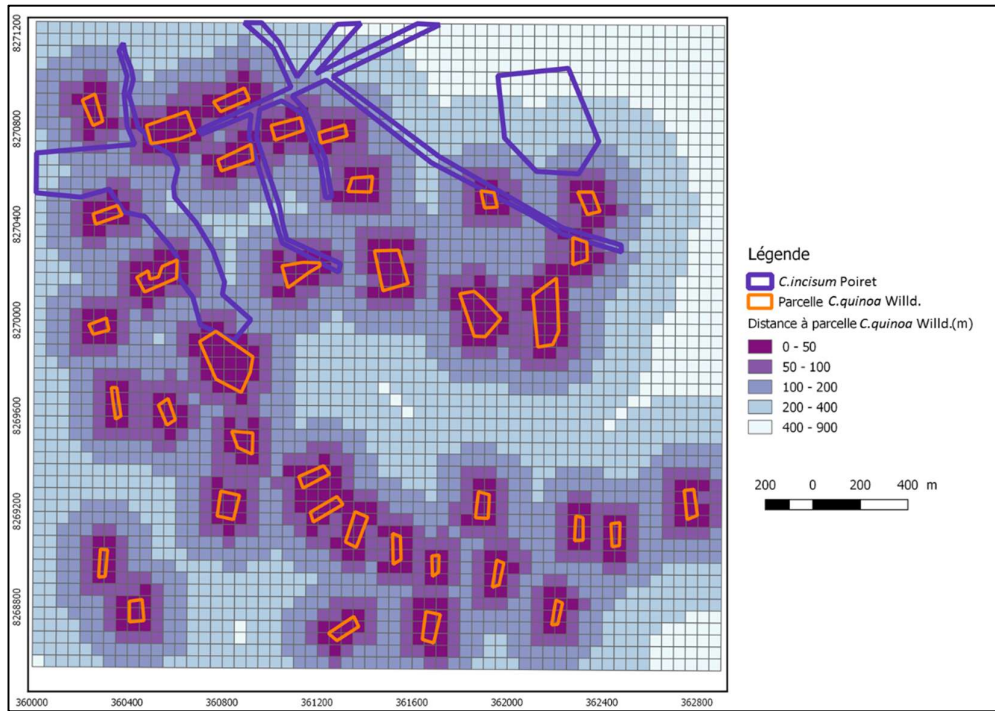 8271200
8270800
8270400
8270000
8269600
8269200
8268800
360000 360400 360800 361200 361600 362000 362400 362800
Légende
C.incisum Poiret
Parcelle C.quinoa Willd.
Distance à parcelle C.quinoa Willd.(m)
0 - 50
50 - 100
100 - 200
200 - 400
400 - 900
200 0 200 400 m